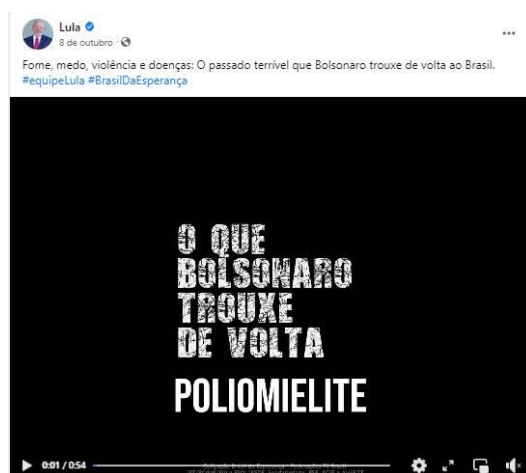 Lula
8 de outubro ·
...
Fome, medo, violência e doenças: O passado terrível que Bolsonaro trouxe de volta ao Brasil.
#equipeLula #BrasilDaEsperança
O QUE
BOLSONARO
TROUXE
DE VOLTA
POLIOMIELITE
0:01 / 0:54